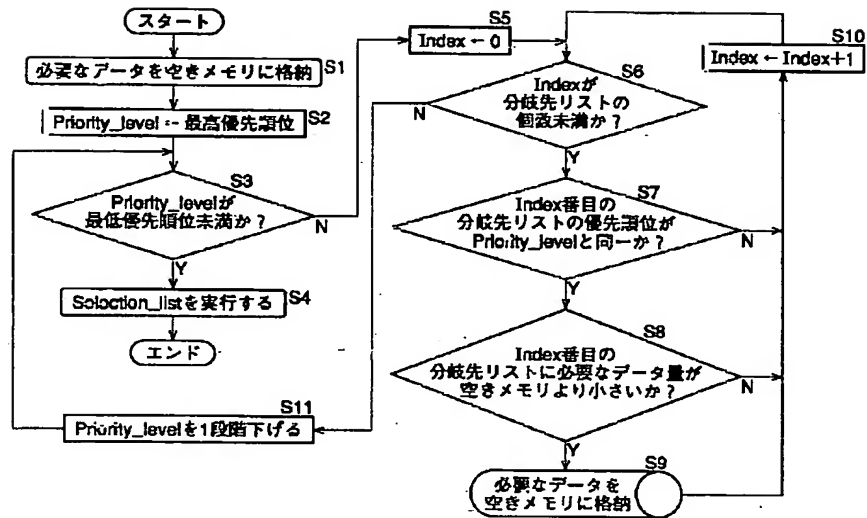 スタート
必要なデータを空きメモリに格納 S1
Priority_level ← 最高優先順位 S2
S3
Priority_levelが
最低優先順位未満か？
N
Y
Soloction_listを実行する S4
エンド
S11
Priority_levelを1段階下げる
S5
Index ← 0
S6
Indexが
分岐先リストの
個数未満か？
N
Y
S7
Index番目の
分岐先リストの優先順位が
Priority_levelと同一か？
N
Y
S8
Index番目の
分岐先リストに必要なデータ量が
空きメモリより小さいか？
N
Y
S9
必要なデータを
空きメモリに格納
S10
Index ← Index+1